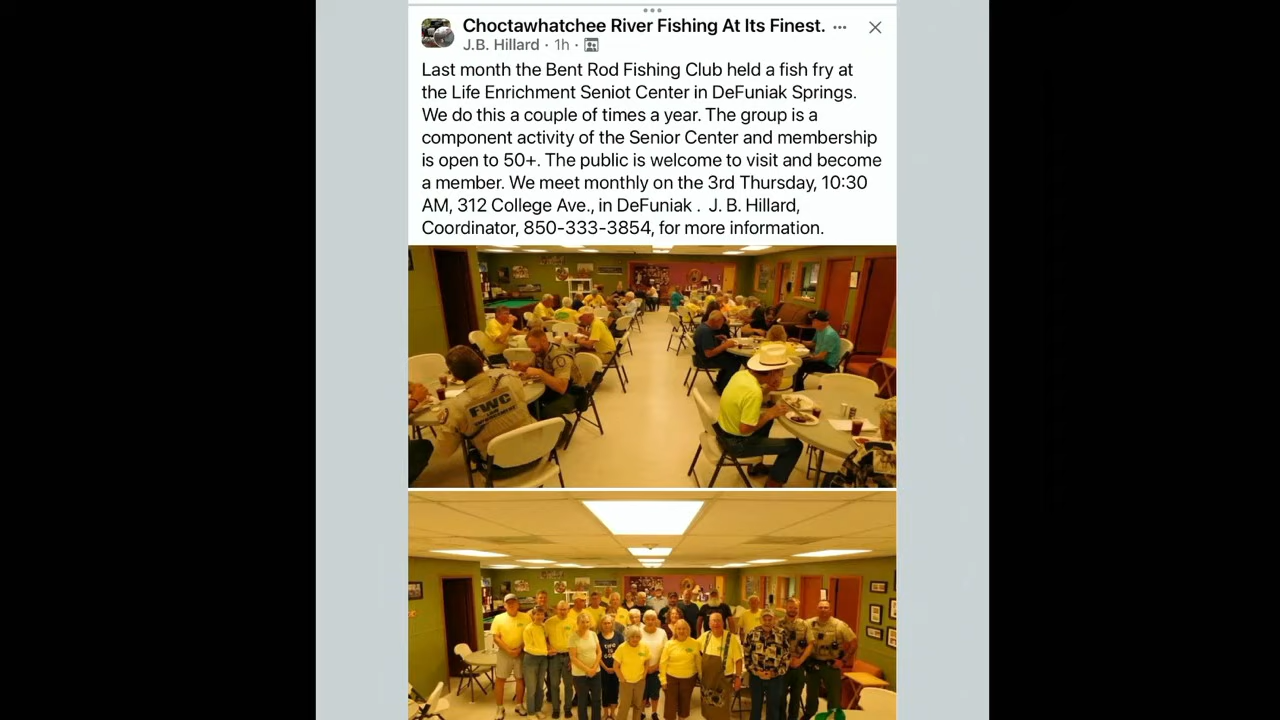 Choctawhatchee River Fishing At Its Finest.
J.B. Hillard · 1h ·
Last month the Bent Rod Fishing Club held a fish fry at
the Life Enrichment Seniot Center in DeFuniak Springs.
We do this a couple of times a year. The group is a
component activity of the Senior Center and membership
is open to 50+. The public is welcome to visit and become
a member. We meet monthly on the 3rd Thursday, 10:30
AM, 312 College Ave., in DeFuniak . J. B. Hillard,
Coordinator, 850-333-3854, for more information.
FWC